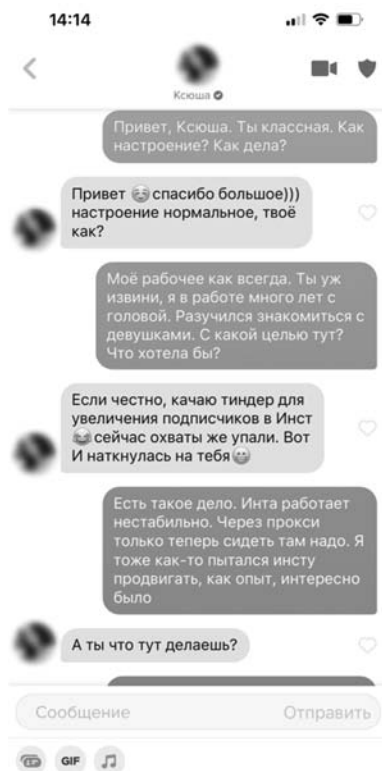 14:14
Ксюша
Привет, Ксюша. Ты классная. Как
настроение? Как дела?
Привет спасибо большое)))
настроение нормальное, твоё
как?
Моё рабочее как всегда. Ты уж
извини, я в работе много лет с
головой. Разучился знакомиться с
девушками. С какой целью тут?
Что хотела бы?
Если честно, качаю тиндер для
увеличения подписчиков в Инст
сейчас охваты же упали. Вот
И наткнулась на тебя
Есть такое дело. Инта работает
нестабильно. Через прокси
только теперь сидеть там надо. Я
тоже как-то пытался инсту
продвигать, как опыт, интересно
было
А ты что тут делаешь?
Сообщение Отправить
GIF